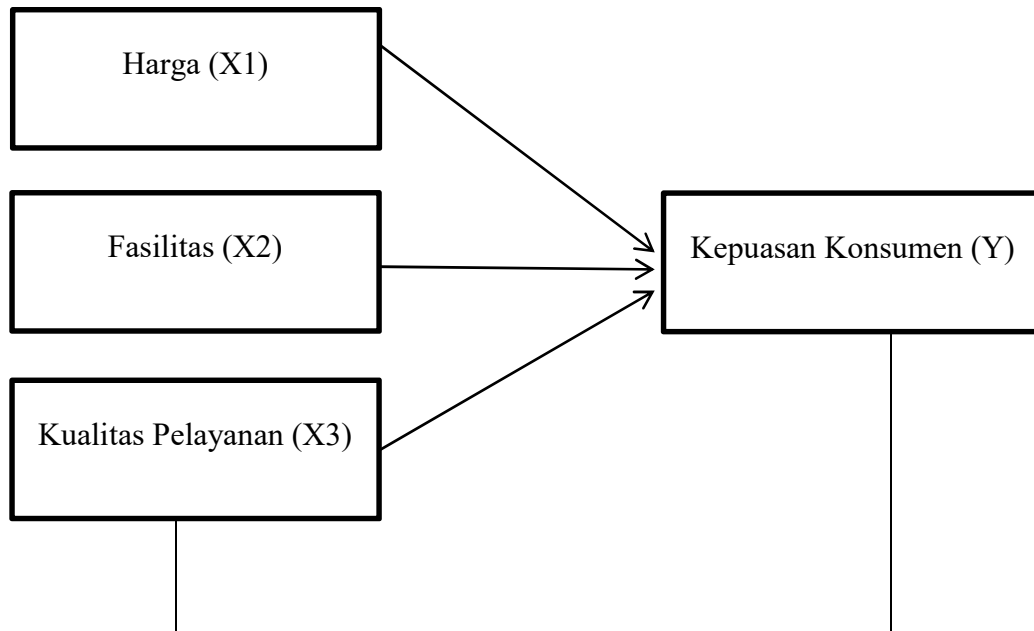 Harga (X1)
Fasilitas (X2)
Kepuasan Konsumen (Y)
Kualitas Pelayanan (X3)